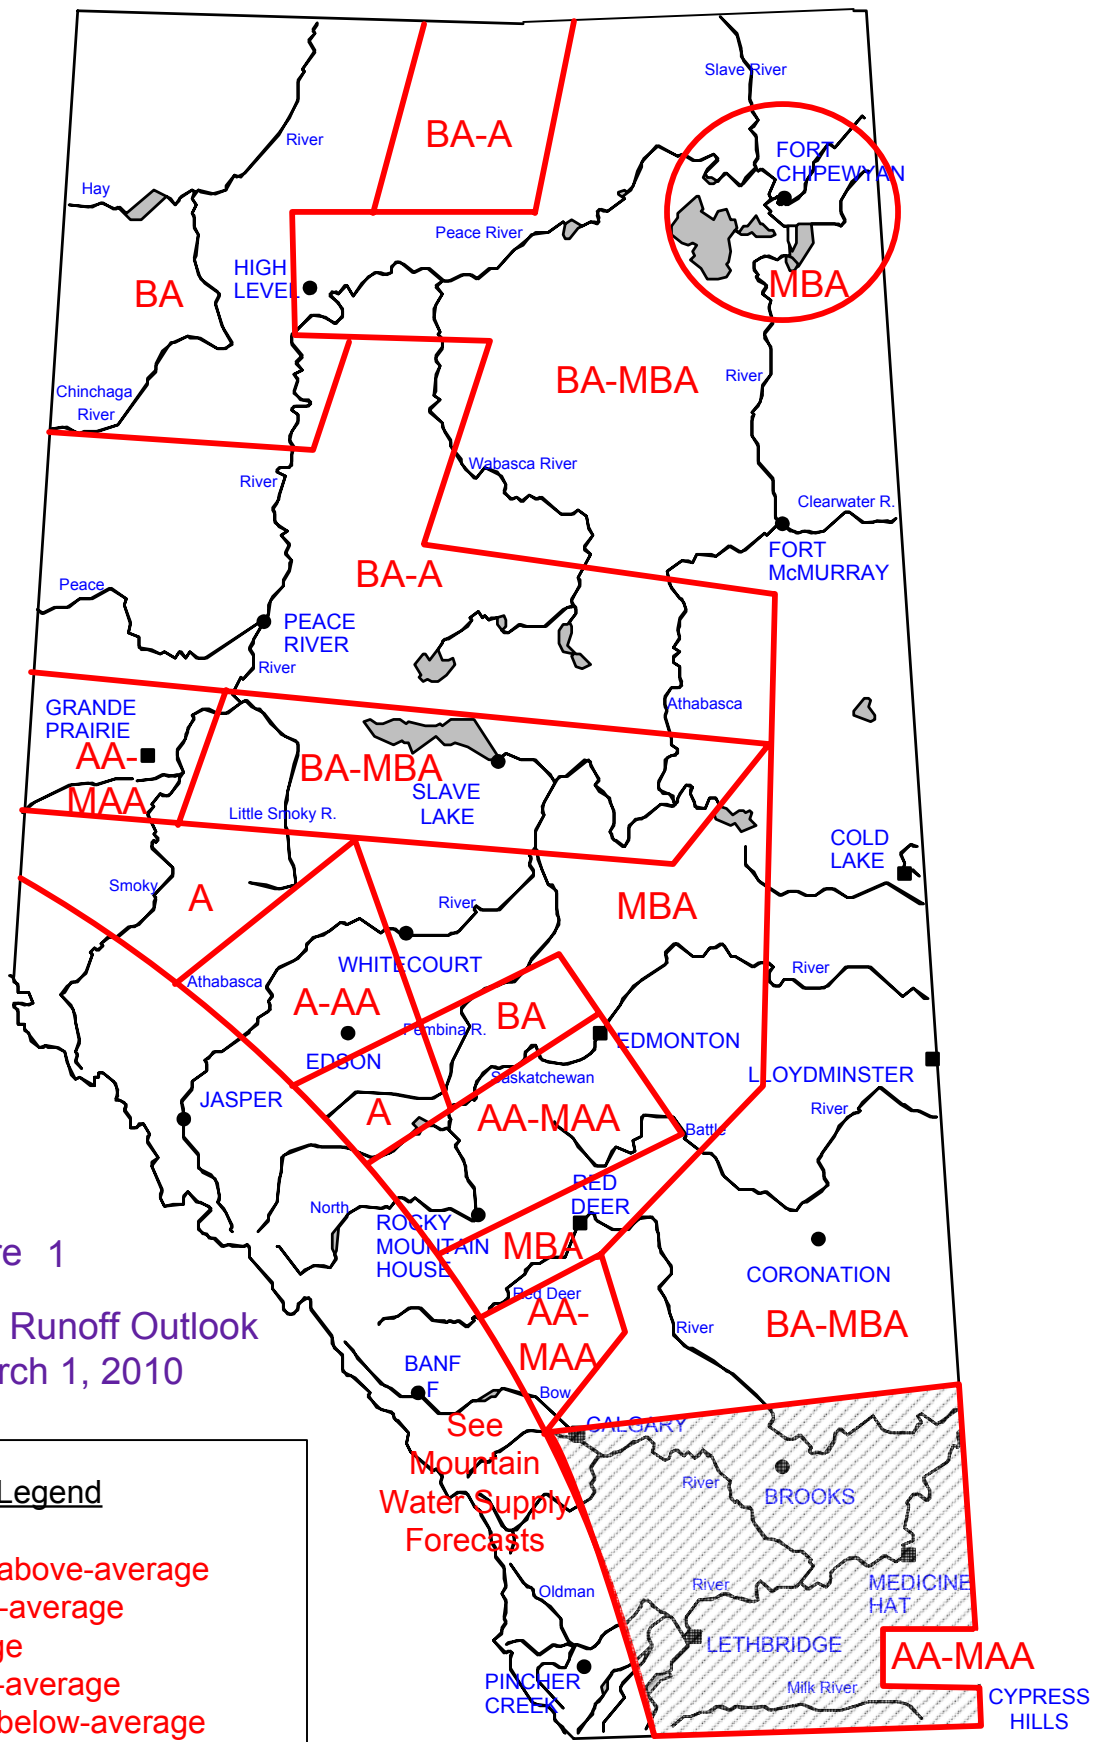 Slave River
BA-A
River
FORT
CHIPEWYAN
Hay
Peace River
HIGH
LEVEL
BA
MBA
BA-MBA
River
Chinchaga
River
Wabasca River
River
Clearwater R.
FORT
McMURRAY
BA-A
Peace
PEACE
RIVER
River
Athabasca
GRANDE
PRAIRIE
AA-
MAA
BA-MBA
SLAVE
LAKE
Little Smoky R.
COLD
LAKE
Smoky
A
River
MBA
WHITECOURT
Athabasca
River
A-AA
BA
Pembina R.
EDSON
EDMONTON
Saskatchewan
LLOYDMINSTER
JASPER
A
AA-MAA
River
Battle
North
RED
DEER
ROCKY
MOUNTAIN
HOUSE
MBA
re 1
CORONATION
Red Deer
AA-
MAA
Runoff Outlook
River
BA-MBA
rch 1, 2010
BANF
F
Bow
See
Mountain
Water Supply
Forecasts
CALGARY
River
BROOKS
Legend
above-average
-average
ge
-average
below-average
Oldman
River
MEDICINE
HAT
LETHBRIDGE
AA-MAA
PINCHER
CREEK
Milk River
CYPRESS
HILLS